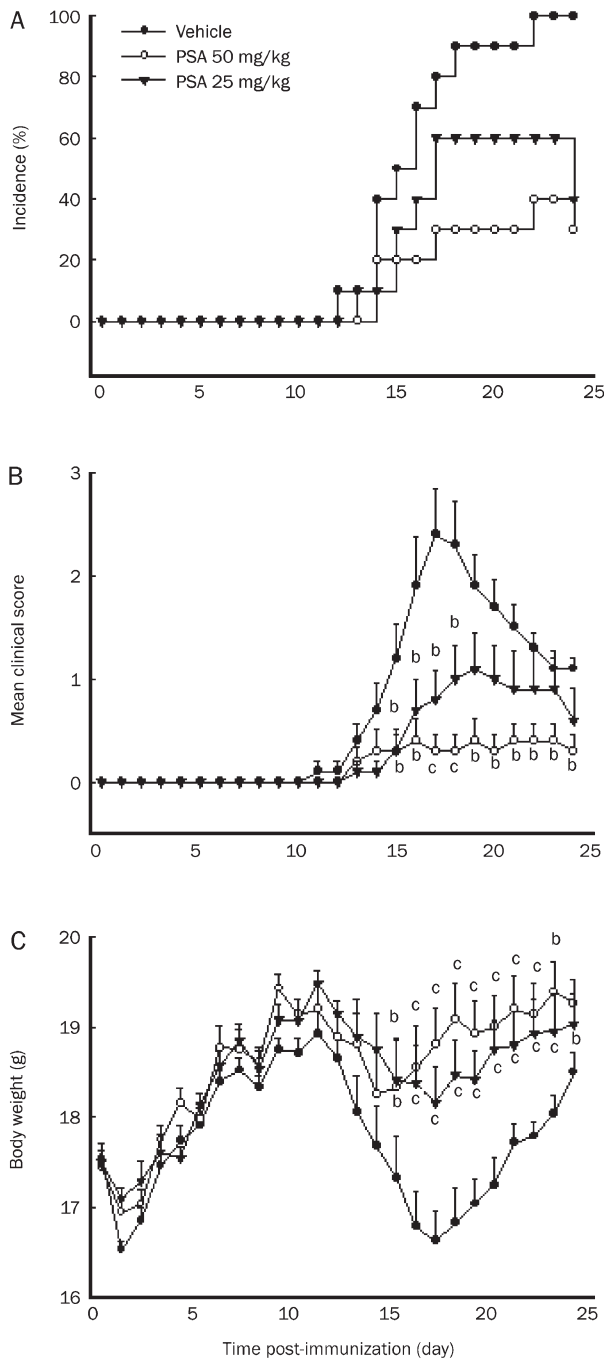 A
Vehicle
PSA 50 mg/kg
PSA 25 mg/kg
100
80
60
40
20
0
Incidence (%)
0 5 10 15 20 25
B
3
2
1
0
Mean clinical score
b b b b
b b c c b b b b b b
0 5 10 15 20 25
C
20
19
18
17
16
Body weight (g)
b c c c c c c c b
b c c c c c c c c b
0 5 10 15 20 25
Time post-immunization (day)